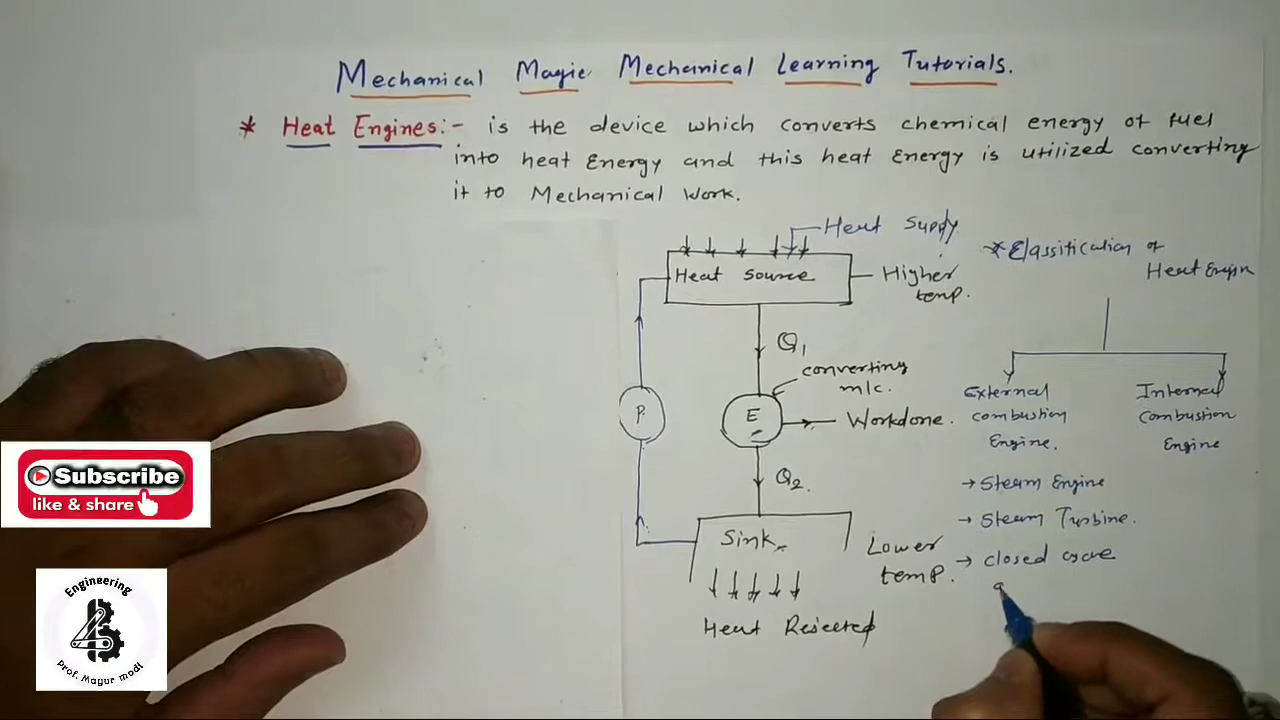 Mechanical Magic Mechanical Learning Tutorials.
* Heat Engines:- is the device which converts chemical energy of fuel
into heat Energy and this heat Energy is utilized converting
it to Mechanical Work.
Heat Supply
Heat Source
Higher
temp.
Q1
converting
m/c.
P
E
Workdone.
Q2.
Sink
Lower
temp.
Heat Rejected
* Classification of
Heat Engine
External
Combustion
Engine.
Internal
Combustion
Engine
→ Steam Engine
→ Steam Turbine.
→ closed cycle
Subscribe
like & share
Engineering
Prof. Mayur modi